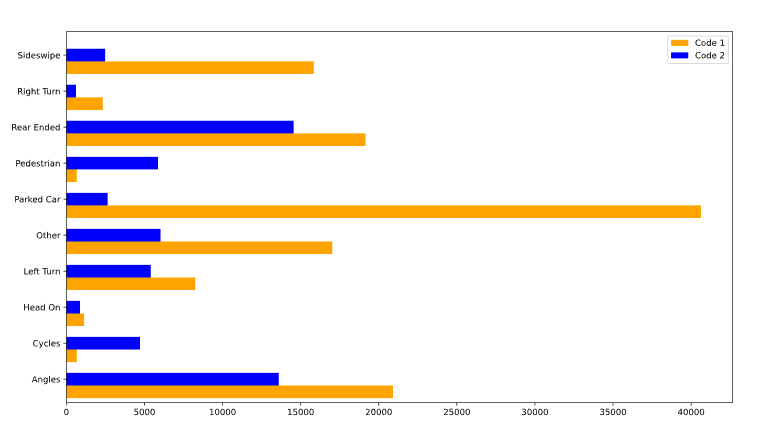 Code 1
Code 2
Sideswipe
Right Turn
Rear Ended
Pedestrian
Parked Car
Other
Left Turn
Head On
Cycles
Angles
0 5000 10000 15000 20000 25000 30000 35000 40000